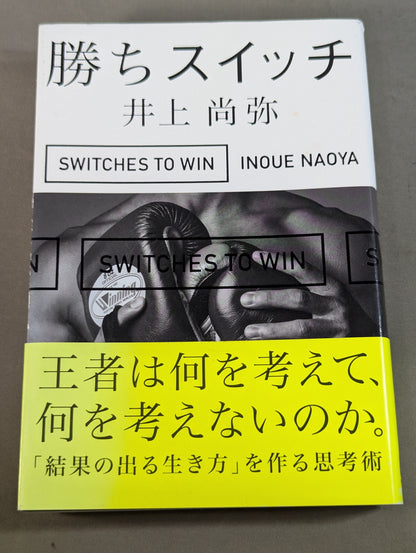 勝ちスイッチ
井上 尚弥
SWITCHES TO WIN INOUE NAOYA
N SWITCHES TO WIN S
Winning
王者は何を考えて、
何を考えないのか。
「結果の出る生き方」を作る思考術